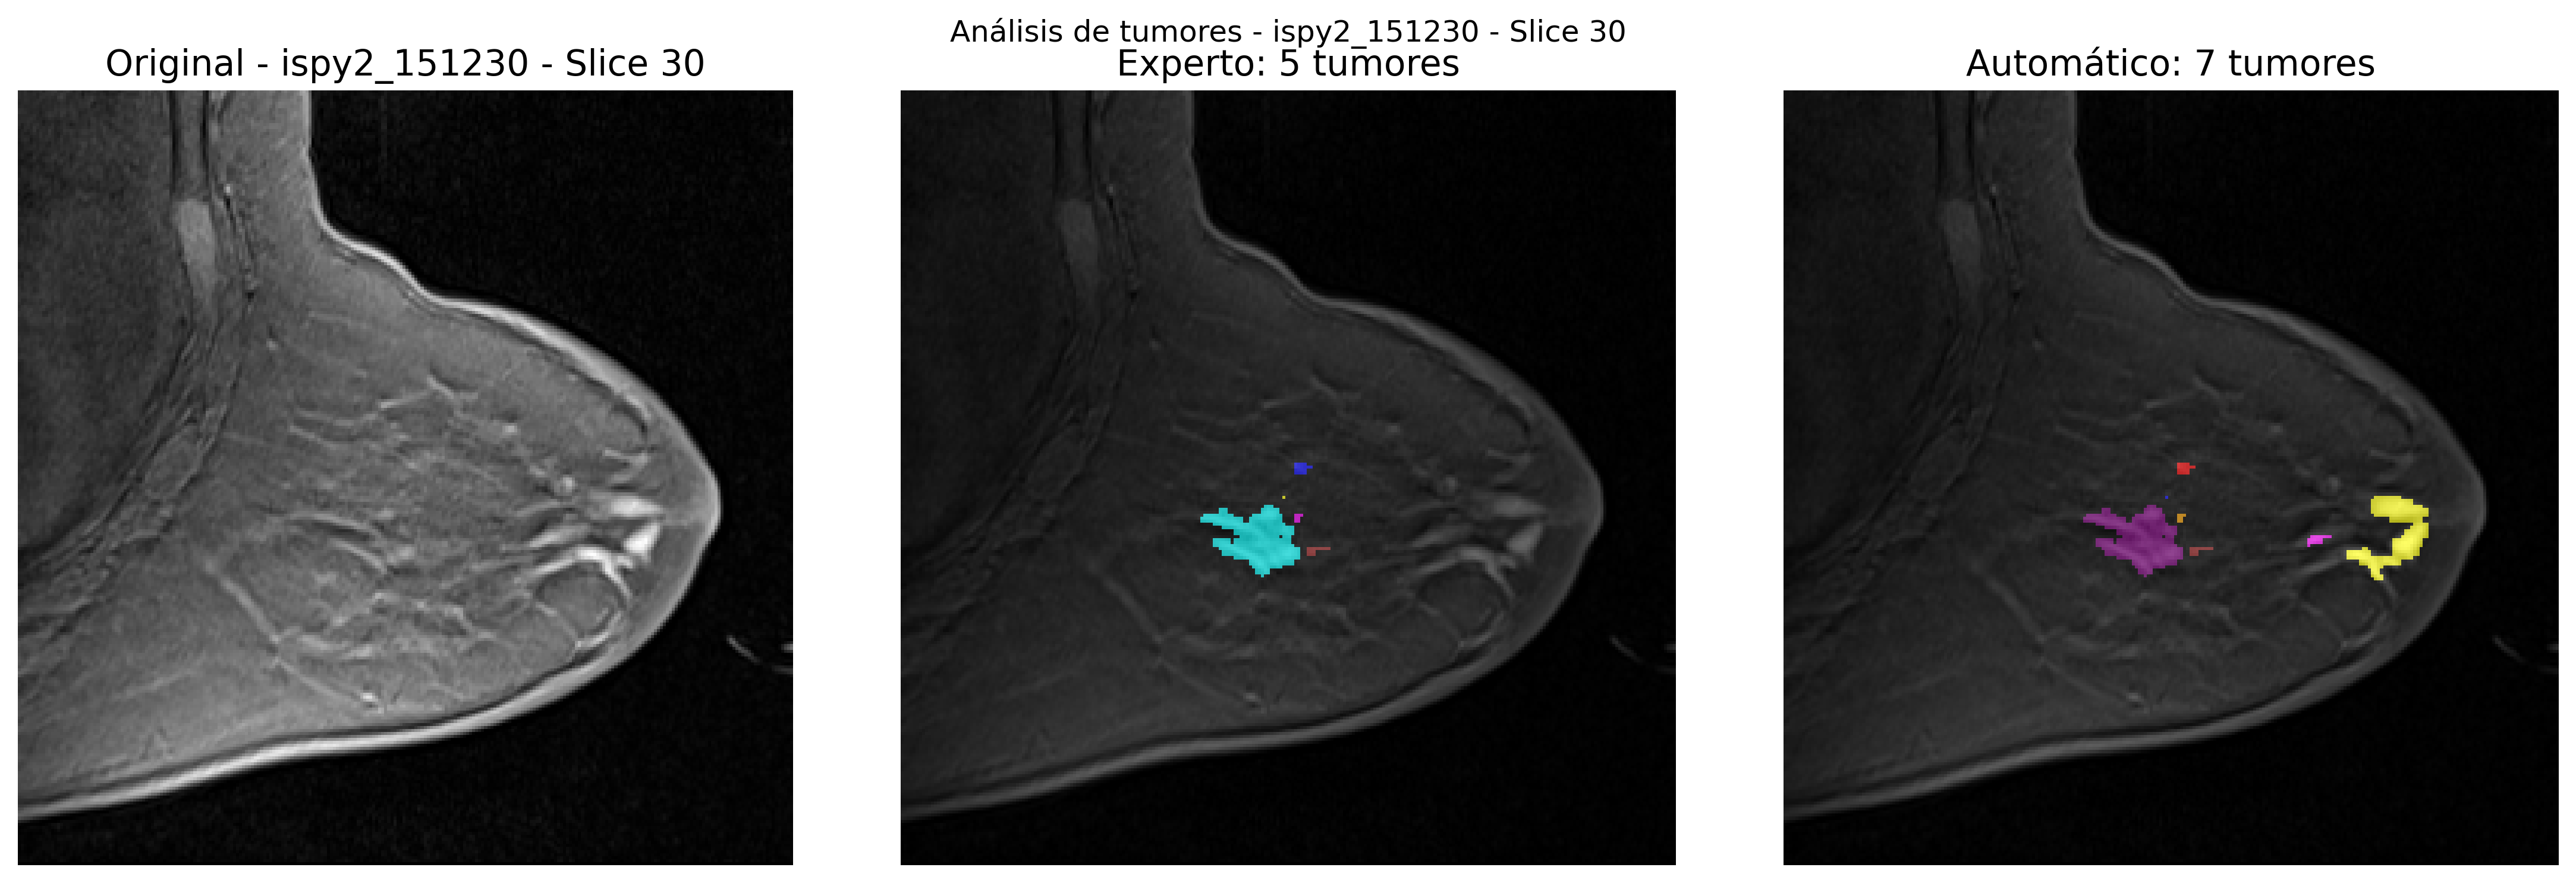 Análisis de tumores - ispy2_151230 - Slice 30
Original - ispy2_151230 - Slice 30
Experto: 5 tumores
Automático: 7 tumores